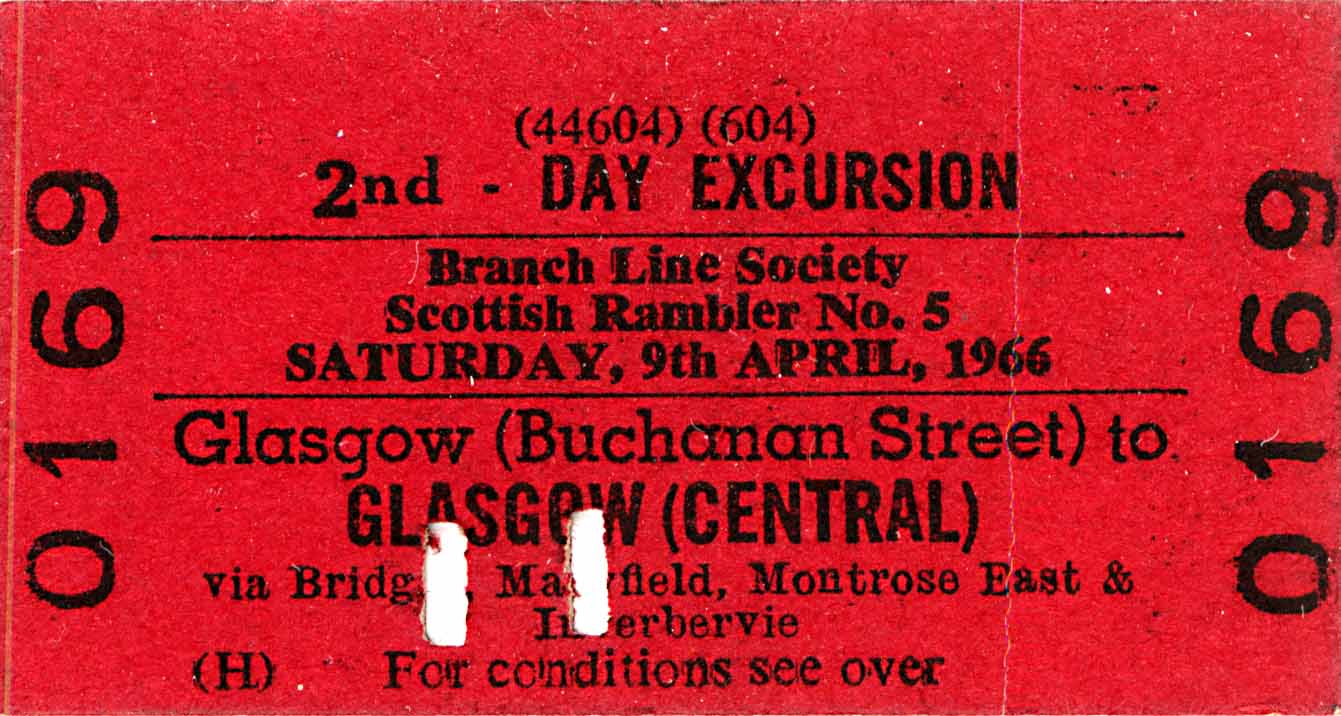 (44604) (604)
2nd - DAY EXCURSION
Branch Line Society
Scottish Rambler No. 5
SATURDAY, 9th APRIL, 1966
Glasgow (Buchanan Street) to
GLASGOW (CENTRAL)
via Montrose East &
(H) For conditions see over
0169
0169